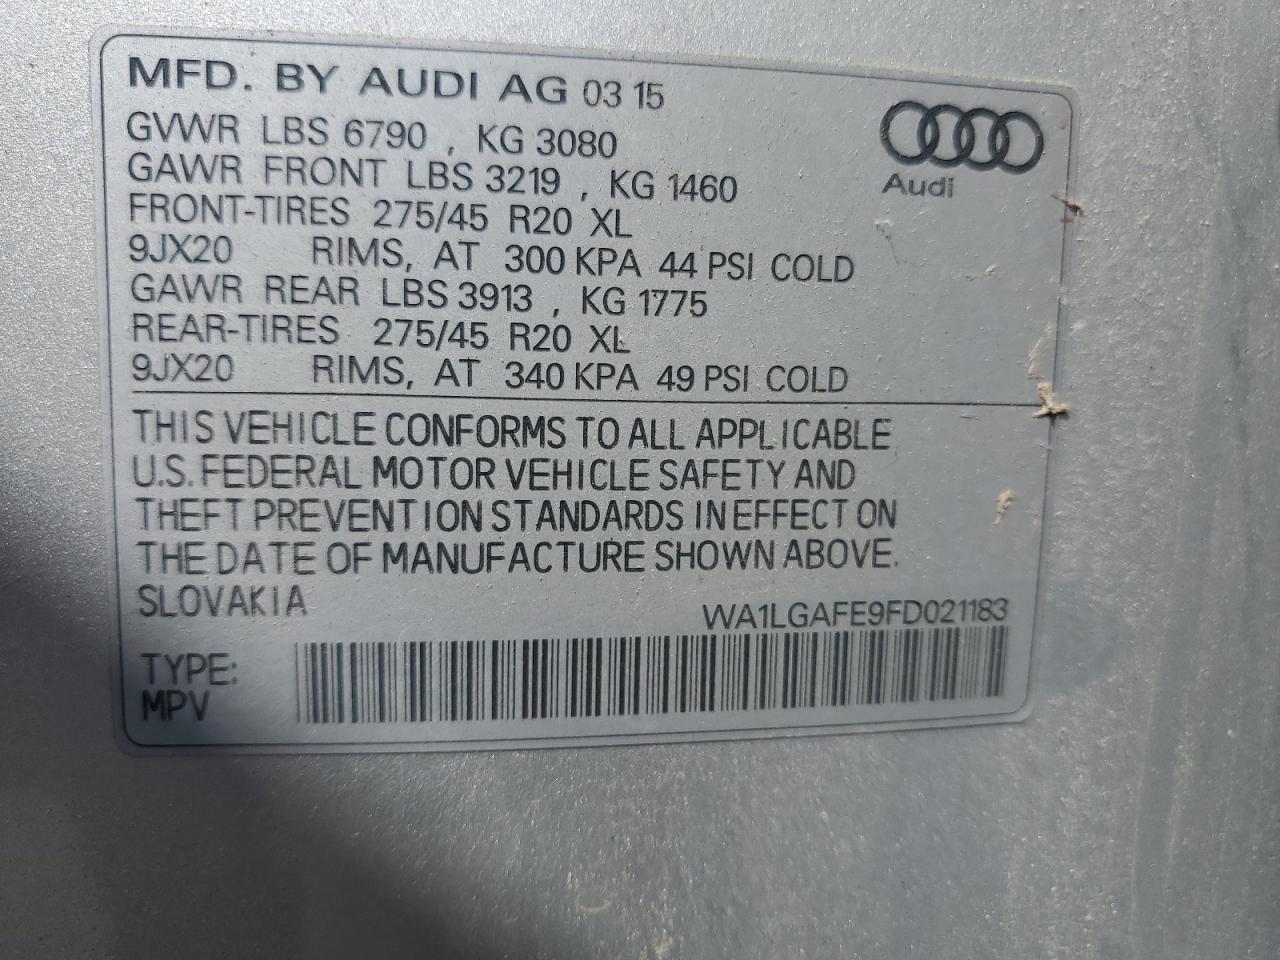 MFD. BY AUDI AG 03 15
GVWR LBS 6790 , KG 3080
GAWR FRONT LBS 3219 , KG 1460
FRONT-TIRES 275/45 R20 XL
9JX20 RIMS, AT 300 KPA 44 PSI COLD
GAWR REAR LBS 3913 , KG 1775
REAR-TIRES 275/45 R20 XL
9JX20 RIMS, AT 340 KPA 49 PSI COLD
Audi
THIS VEHICLE CONFORMS TO ALL APPLICABLE
U.S. FEDERAL MOTOR VEHICLE SAFETY AND
THEFT PREVENTION STANDARDS IN EFFECT ON
THE DATE OF MANUFACTURE SHOWN ABOVE.
SLOVAKIA
WA1LGAFE9FD021183
TYPE:
MPV